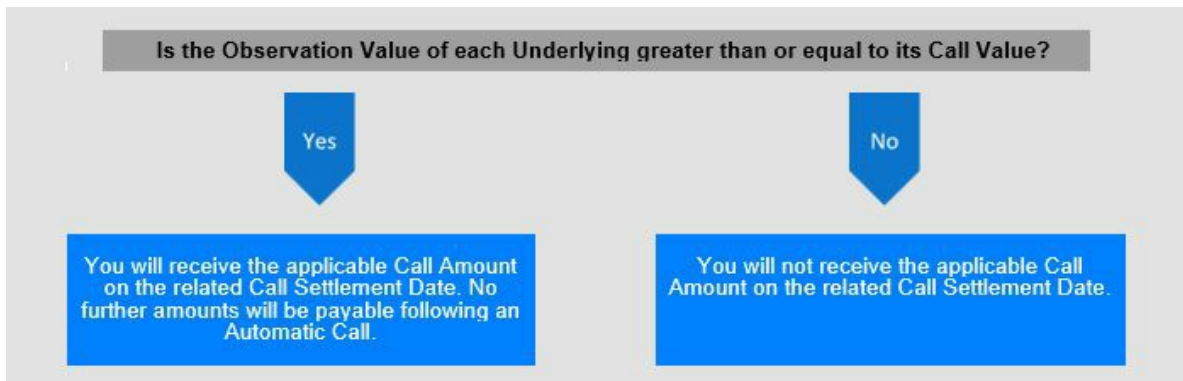 Is the Observation Value of each Underlying greater than or equal to its Call Value?
Yes
No
You will receive the applicable Call Amount
on the related Call Settlement Date. No
further amounts will be payable following an
Automatic Call.
You will not receive the applicable Call
Amount on the related Call Settlement Date.